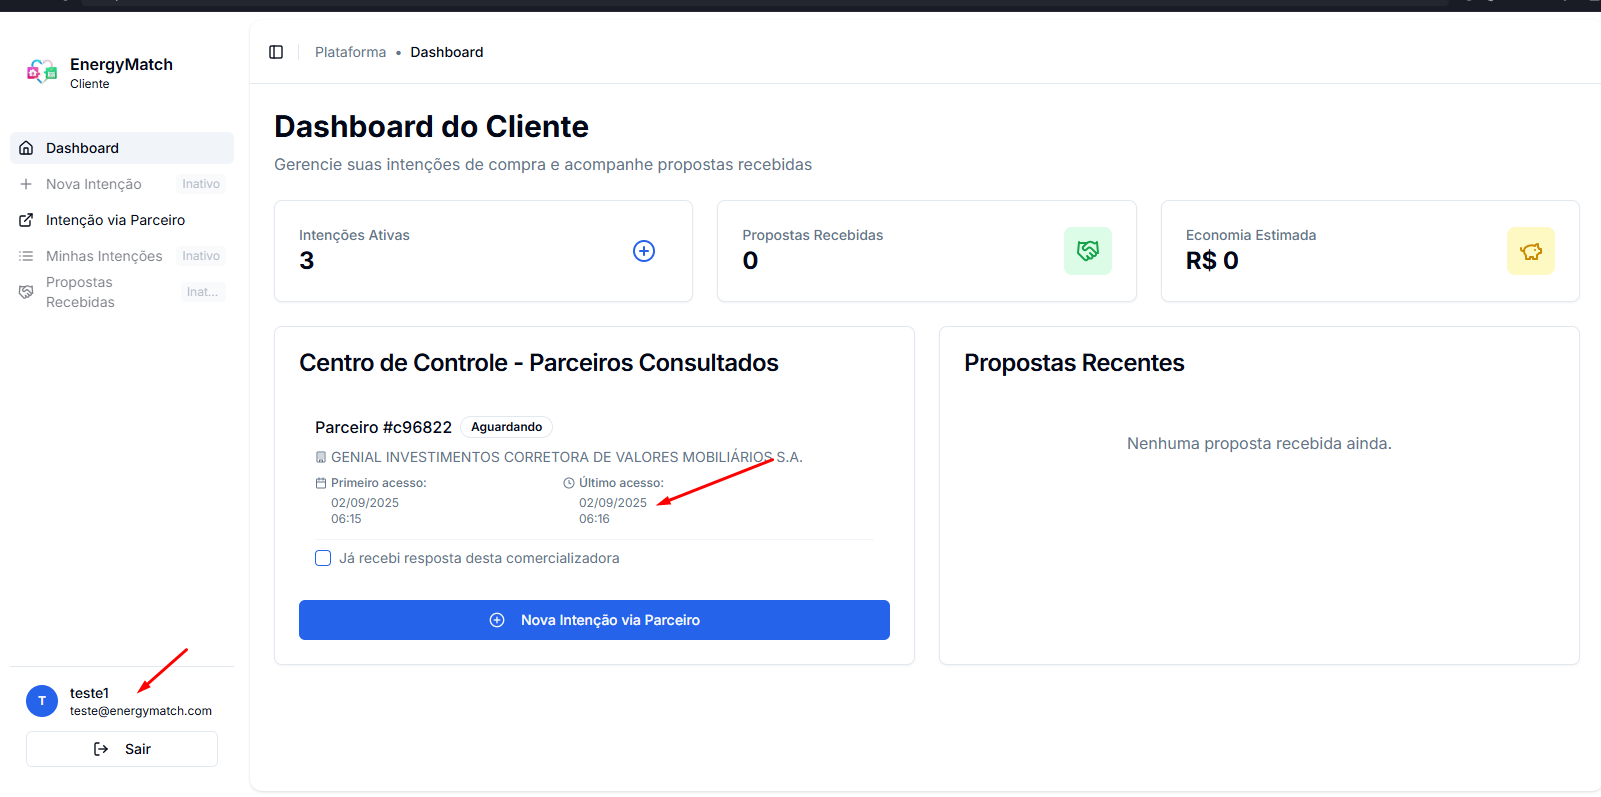 EnergyMatch
Cliente
Dashboard
Nova Intenção Inativo
Intenção via Parceiro
Minhas Intenções Inativo
Propostas
Recebidas Inat...
T
teste1
teste@energymatch.com
Sair
Plataforma • Dashboard
Dashboard do Cliente
Gerencie suas intenções de compra e acompanhe propostas recebidas
Intenções Ativas
3
Propostas Recebidas
0
Economia Estimada
R$ 0
Centro de Controle - Parceiros Consultados
Parceiro #c96822 Aguardando
GENIAL INVESTIMENTOS CORRETORA DE VALORES MOBILIÁRIOS S.A.
Primeiro acesso:
02/09/2025
06:15
Último acesso:
02/09/2025
06:16
Já recebi resposta desta comercializadora
Nova Intenção via Parceiro
Propostas Recentes
Nenhuma proposta recebida ainda.